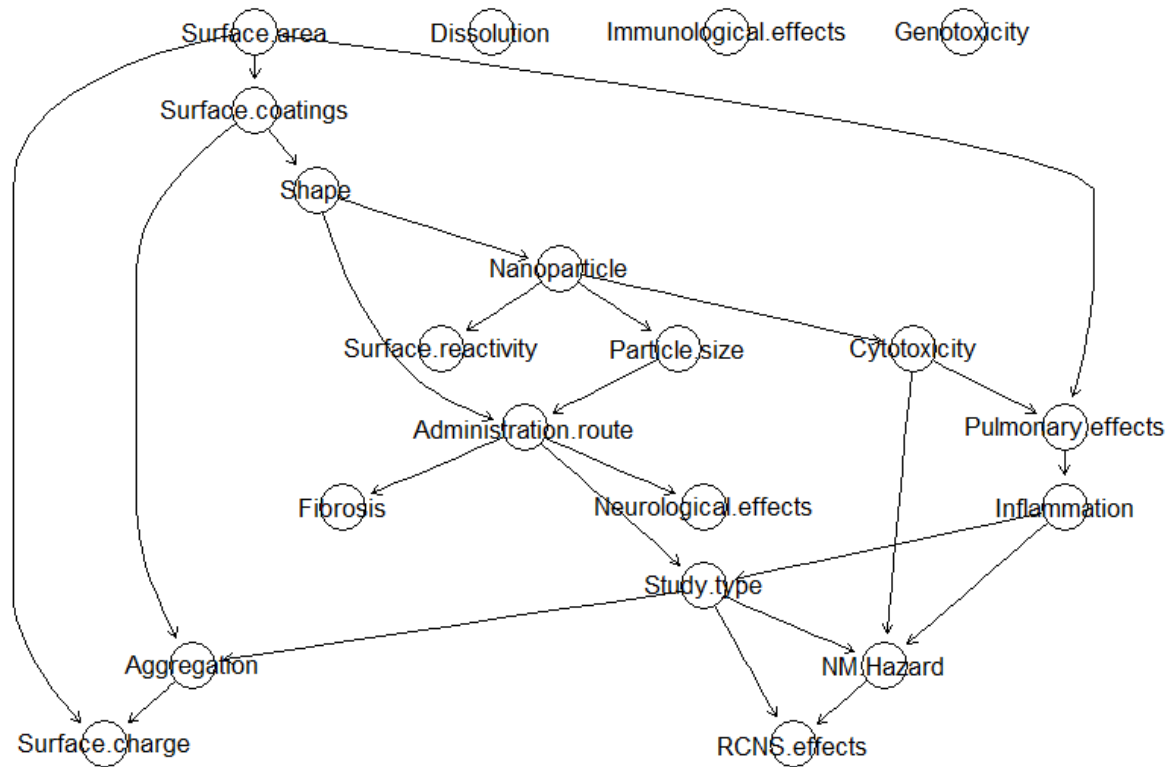 Surface.area
Dissolution
Immunological.effects
Genotoxicity
Surface.coatings
Shape
Nanoparticle
Surface.reactivity
Particle.size
Cytotoxicity
Administration.route
Pulmonary.effects
Fibrosis
Neurological.effects
Inflammation
Study.type
Aggregation
NM.Hazard
Surface.charge
RCNS.effects